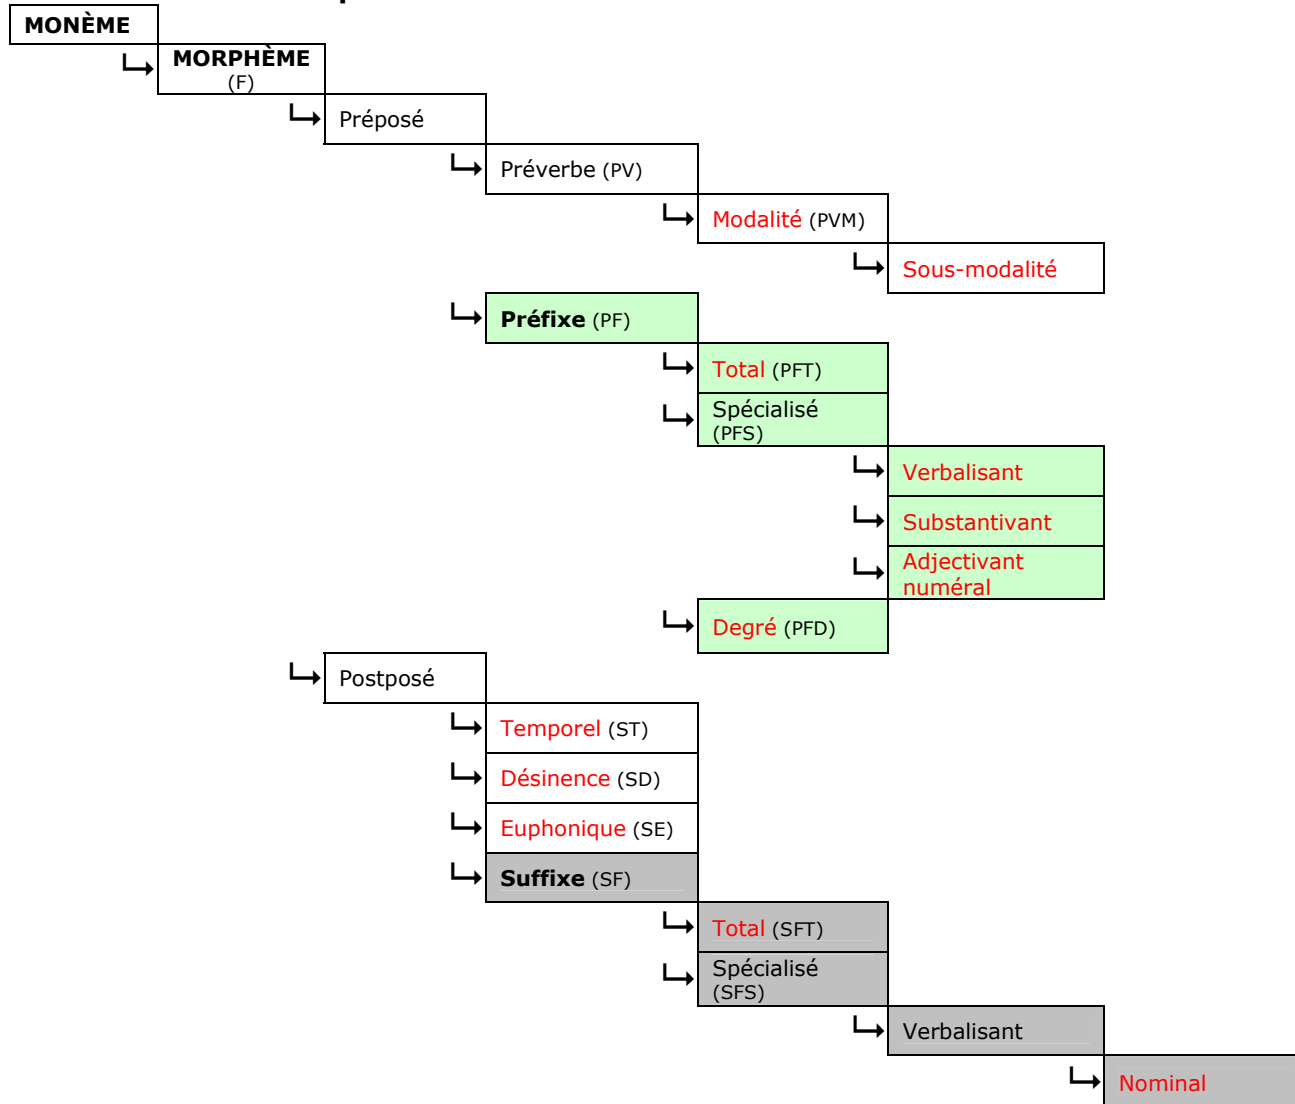 MONÈME
MORPHÈME
(F)
Préposé
Préverbe (PV)
Modalité (PVM)
Sous-modalité
Préfixe (PF)
Total (PFT)
Spécialisé
(PFS)
Verbalisant
Substantivant
Adjectivant
numéral
Degré (PFD)
Postposé
Temporel (ST)
Désinence (SD)
Euphonique (SE)
Suffixe (SF)
Total (SFT)
Spécialisé
(SFS)
Verbalisant
Nominal